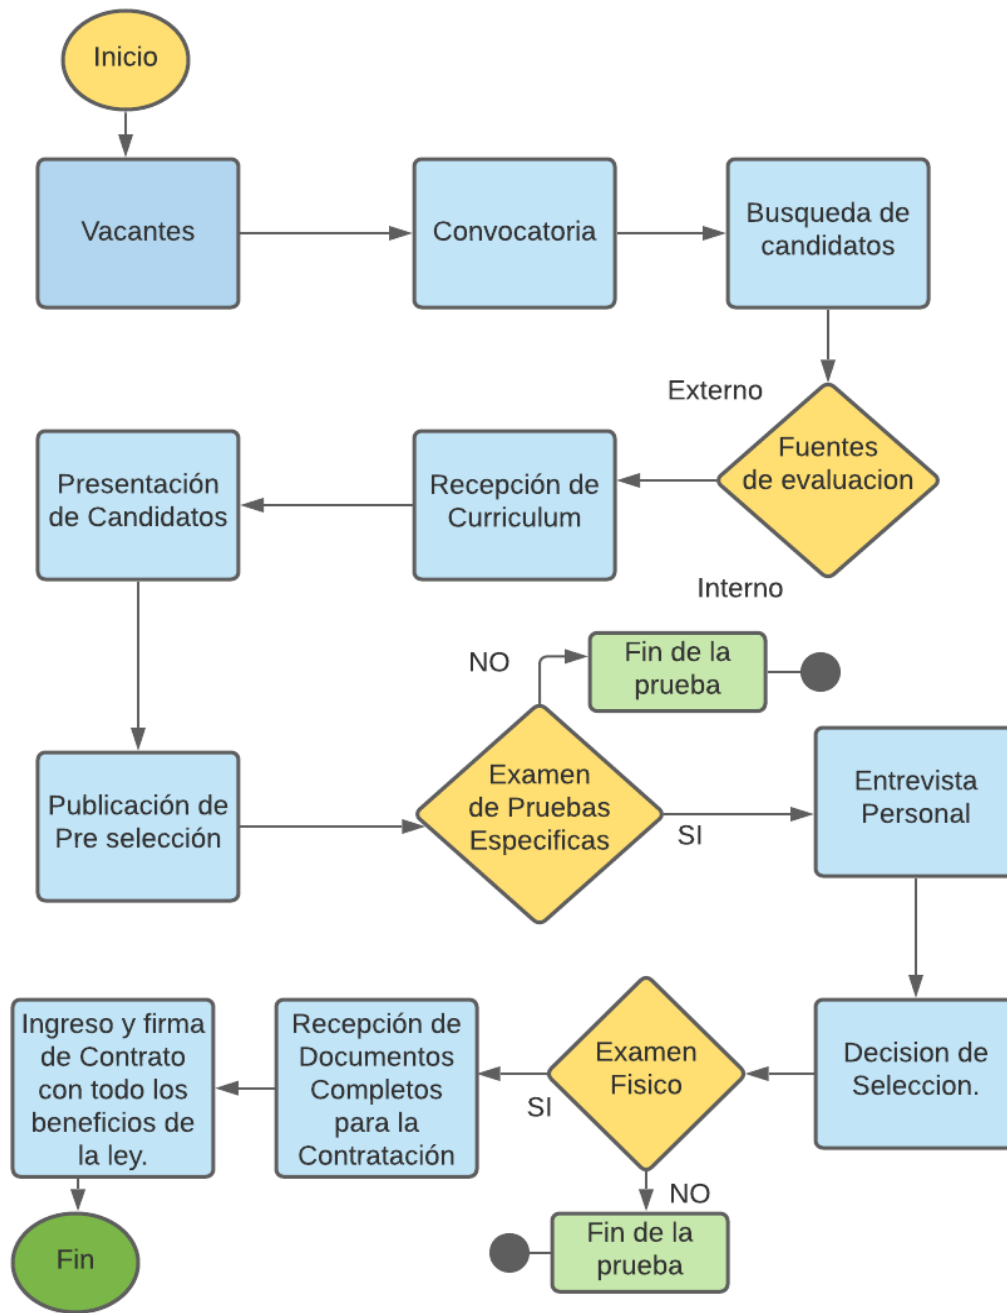 Inicio
Vacantes
Convocatoria
Busqueda de
candidatos
Externo
Fuentes
de evaluacion
Recepción de
Curriculum
Presentación
de Candidatos
Interno
NO
Fin de la
prueba
Publicación de
Pre selección
Examen
de Pruebas
Especificas
SI
Entrevista
Personal
Decision de
Seleccion.
Examen
Fisico
SI
NO
Fin de la
prueba
Recepción de
Documentos
Completos
para la
Contratación
Ingreso y firma
de Contrato
con todo los
beneficios de
la ley.
Fin